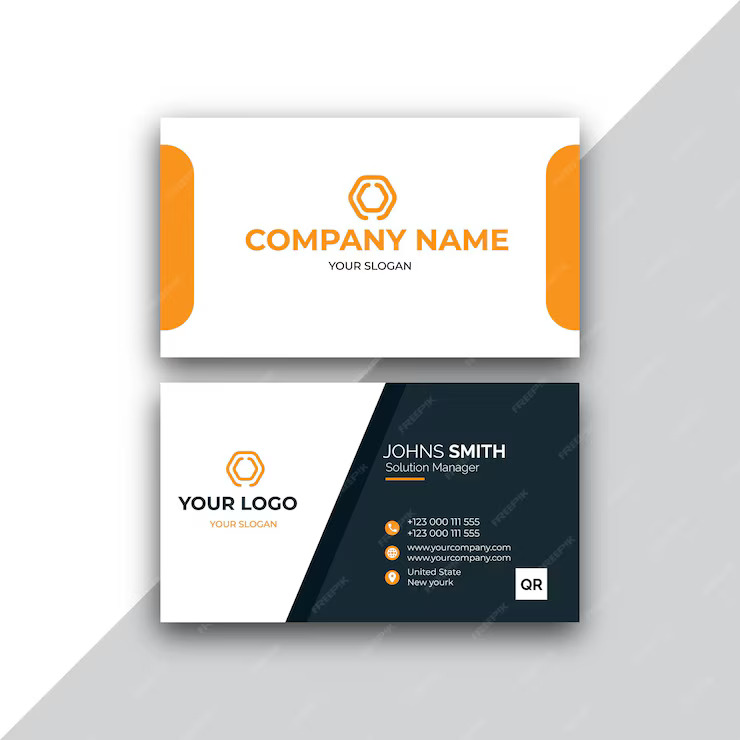 COMPANY NAME
YOUR SLOGAN
YOUR LOGO
YOUR SLOGAN
JOHNS SMITH
Solution Manager
+123 000 111 555
+123 000 111 555
www.yourcompany.com
www.yourcompany.com
United State
New yourk
QR
FREEPIK